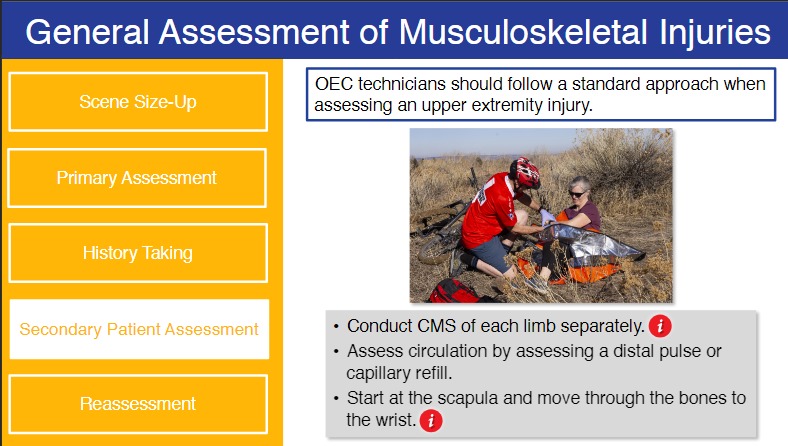 General Assessment of Musculoskeletal Injuries
Scene Size-Up
Primary Assessment
History Taking
Secondary Patient Assessment
Reassessment
OEC technicians should follow a standard approach when
assessing an upper extremity injury.
• Conduct CMS of each limb separately. i
• Assess circulation by assessing a distal pulse or
capillary refill.
• Start at the scapula and move through the bones to
the wrist. i